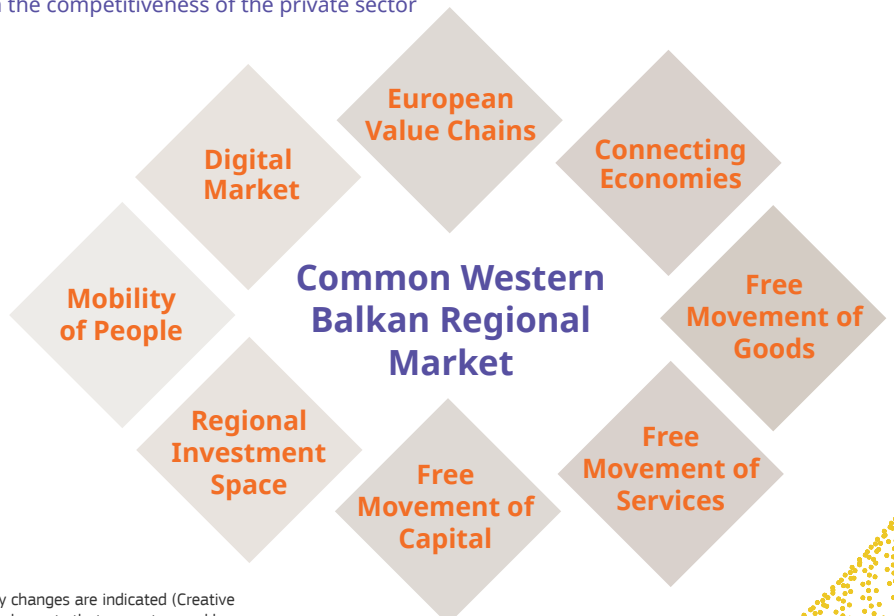 the competitiveness of the private sector
European
Value Chains
Digital
Market
Connecting
Economies
Mobility
of People
Common Western
Balkan Regional
Market
Free
Movement of
Goods
Regional
Investment
Space
Free
Movement of
Capital
Free
Movement of
Services
changes are indicated (Creative